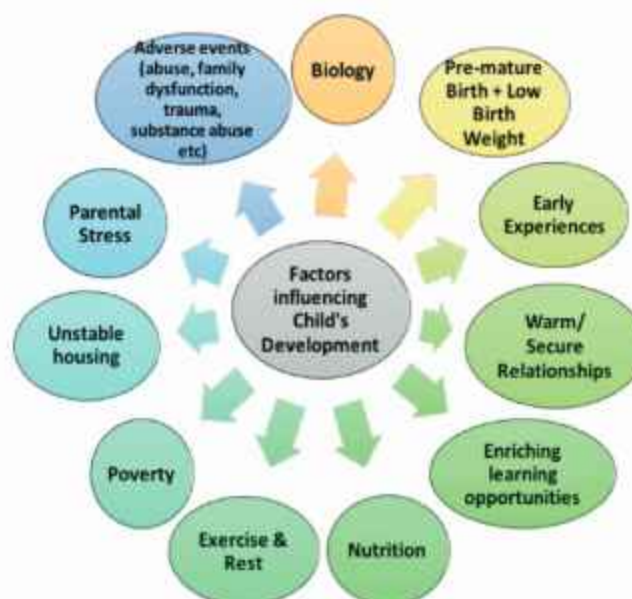 Adverse events
(abuse, family
dysfunction,
trauma,
substance abuse
etc)
Biology
Pre-mature
Birth + Low
Birth
Weight
Early
Experiences
Warm/
Secure
Relationships
Enriching
learning
opportunities
Nutrition
Exercise &
Rest
Poverty
Unstable
housing
Parental
Stress
Factors
influencing
Child's
Development